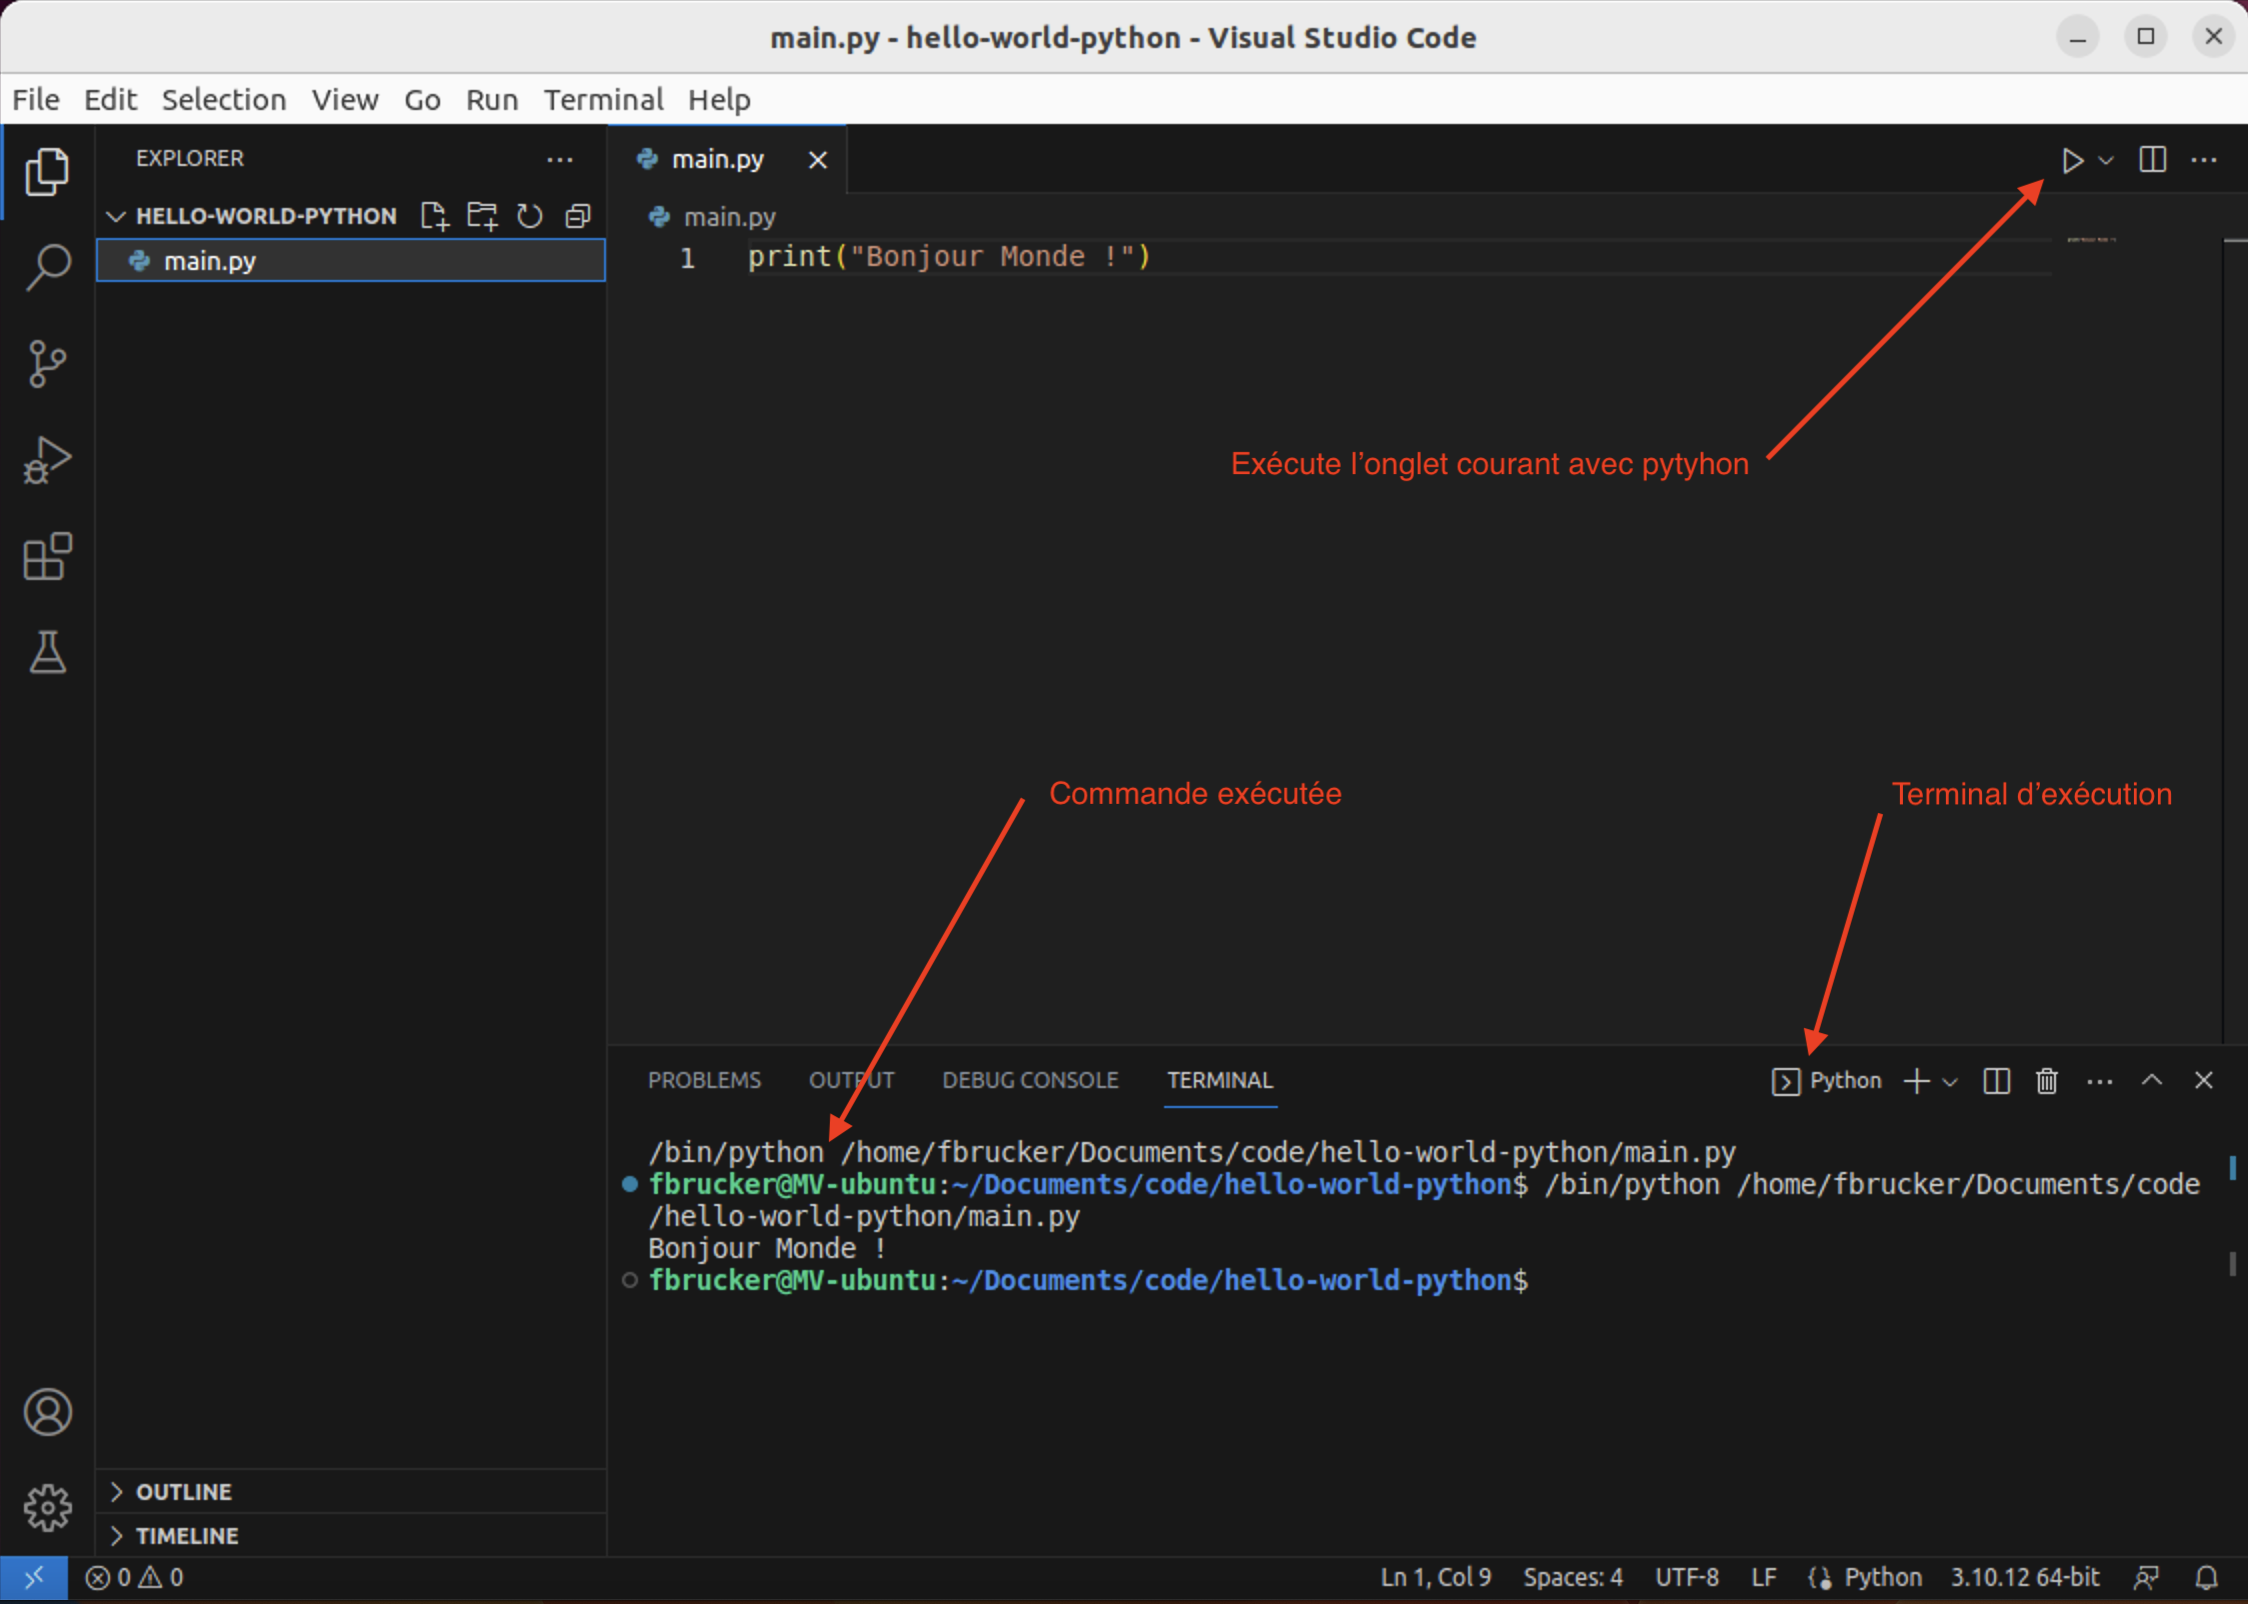 main.py - hello-world-python - Visual Studio Code
File Edit Selection View Go Run Terminal Help
EXPLORER
HELLO-WORLD-PYTHON
main.py
main.py
main.py
1 print("Bonjour Monde !")
Exécute l’onglet courant avec pytyhon
Commande exécutée
Terminal d’exécution
PROBLEMS OUTPUT DEBUG CONSOLE TERMINAL
Python
/bin/python /home/fbrucker/Documents/code/hello-world-python/main.py
fbrucker@MV-ubuntu:~/Documents/code/hello-world-python$ /bin/python /home/fbrucker/Documents/code
/hello-world-python/main.py
Bonjour Monde !
fbrucker@MV-ubuntu:~/Documents/code/hello-world-python$
OUTLINE
TIMELINE
0 0
Ln 1, Col 9 Spaces: 4 UTF-8 LF Python 3.10.12 64-bit